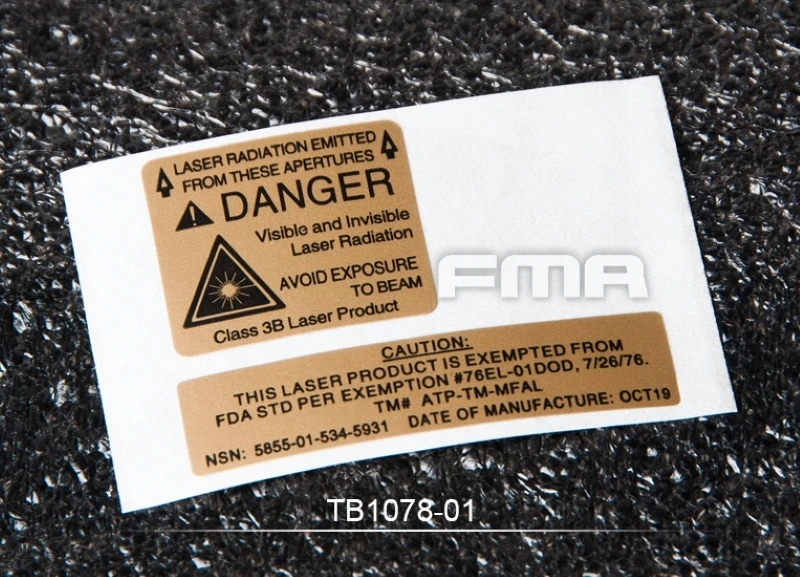 LASER RADIATION EMITTED
FROM THESE APERTURES
DANGER
Visible and Invisible
Laser Radiation
AVOID EXPOSURE
TO BEAM
Class 3B Laser Product
FMA
CAUTION:
THIS LASER PRODUCT IS EXEMPTED FROM
FDA STD PER EXEMPTION #76EL-01DOD, 7/26/76.
TM# ATP-TM-MFAL
NSN: 5855-01-534-5931 DATE OF MANUFACTURE: OCT19
TB1078-01